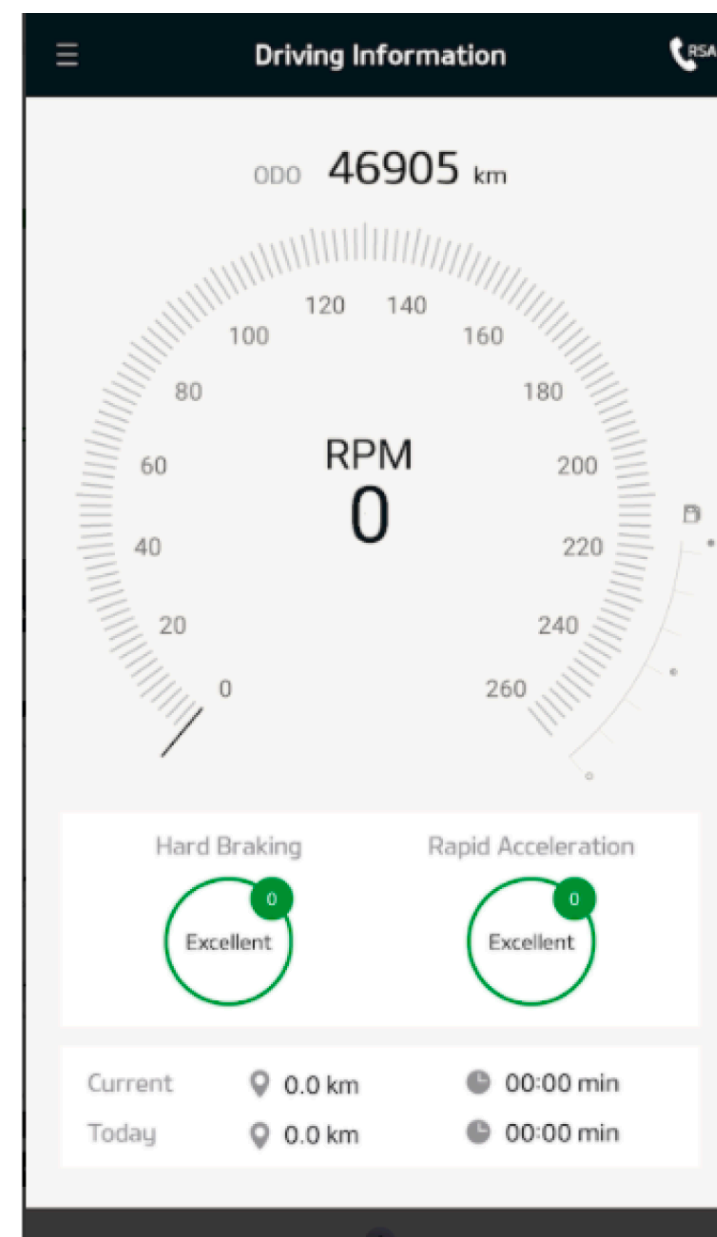 Driving Information RSA
ODO 46905 km
120 140
100 160
80 180
RPM
60 200
0
40 220
20 240
0 260
Hard Braking Rapid Acceleration
0 0
Excellent Excellent
Current 0.0 km 00:00 min
Today 0.0 km 00:00 min